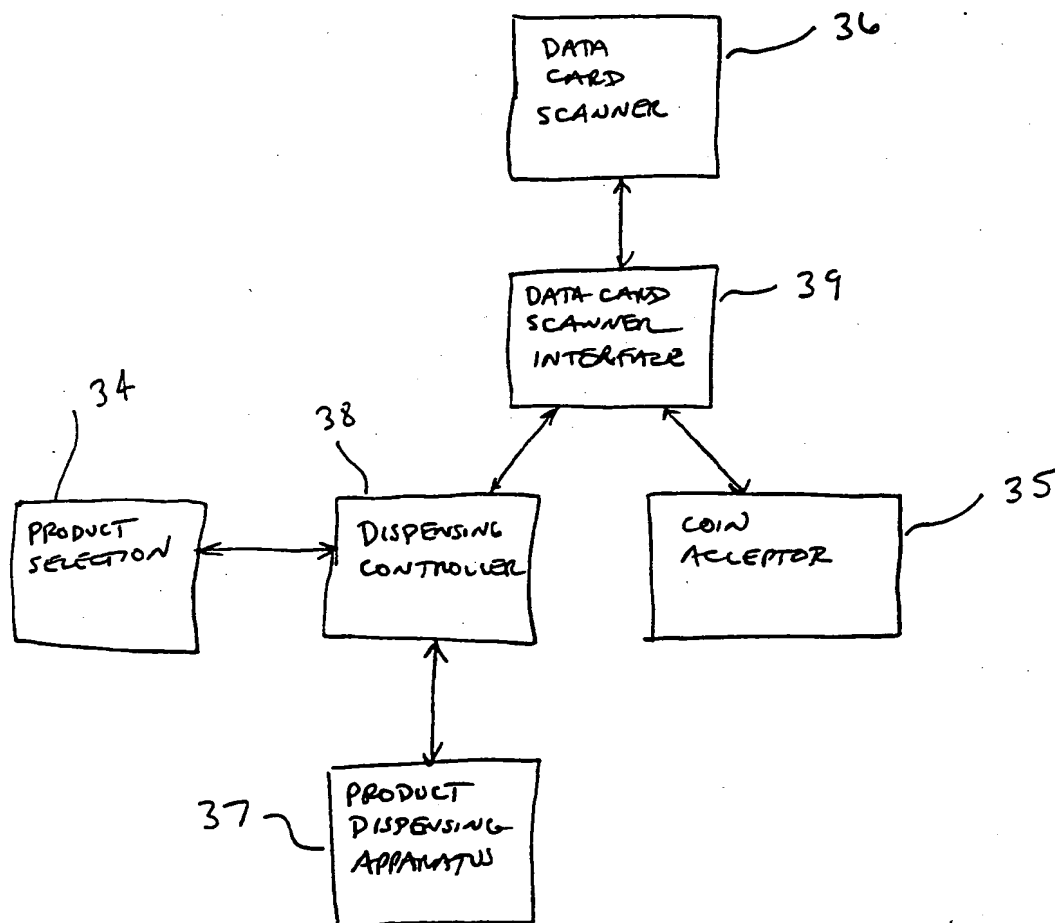 36
DATA
CARD
SCANNER
39
DATA CARD
SCANNER
INTERFACE
34
38
35
PRODUCT
SELECTION
DISPENSING
CONTROLLER
COIN
ACCEPTOR
37
PRODUCT
DISPENSING
APPARATUS